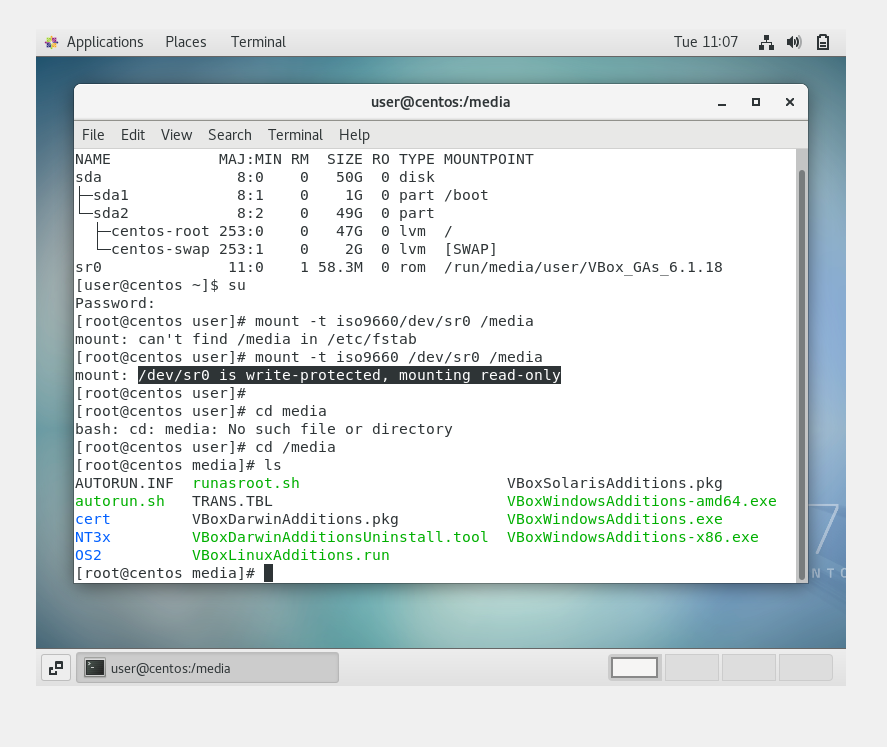 Applications Places Terminal Tue 11:07
user@centos:/media
File Edit View Search Terminal Help
NAME MAJ:MIN RM SIZE RO TYPE MOUNTPOINT
sda 8:0 0 50G 0 disk
├─sda1 8:1 0 1G 0 part /boot
└─sda2 8:2 0 49G 0 part
├─centos-root 253:0 0 47G 0 lvm /
└─centos-swap 253:1 0 2G 0 lvm [SWAP]
sr0 11:0 1 58.3M 0 rom /run/media/user/VBox_GAs_6.1.18
[user@centos ~]$ su
Password:
[root@centos user]# mount -t iso9660/dev/sr0 /media
mount: can't find /media in /etc/fstab
[root@centos user]# mount -t iso9660 /dev/sr0 /media
mount: /dev/sr0 is write-protected, mounting read-only
[root@centos user]#
[root@centos user]# cd media
bash: cd: media: No such file or directory
[root@centos user]# cd /media
[root@centos media]# ls
AUTORUN.INF runasroot.sh VBoxSolarisAdditions.pkg
autorun.sh TRANS.TBL VBoxWindowsAdditions-amd64.exe
cert VBoxDarwinAdditions.pkg VBoxWindowsAdditions.exe
NT3x VBoxDarwinAdditionsUninstall.tool VBoxWindowsAdditions-x86.exe
OS2 VBoxLinuxAdditions.run
[root@centos media]#
7
NTO
user@centos:/media